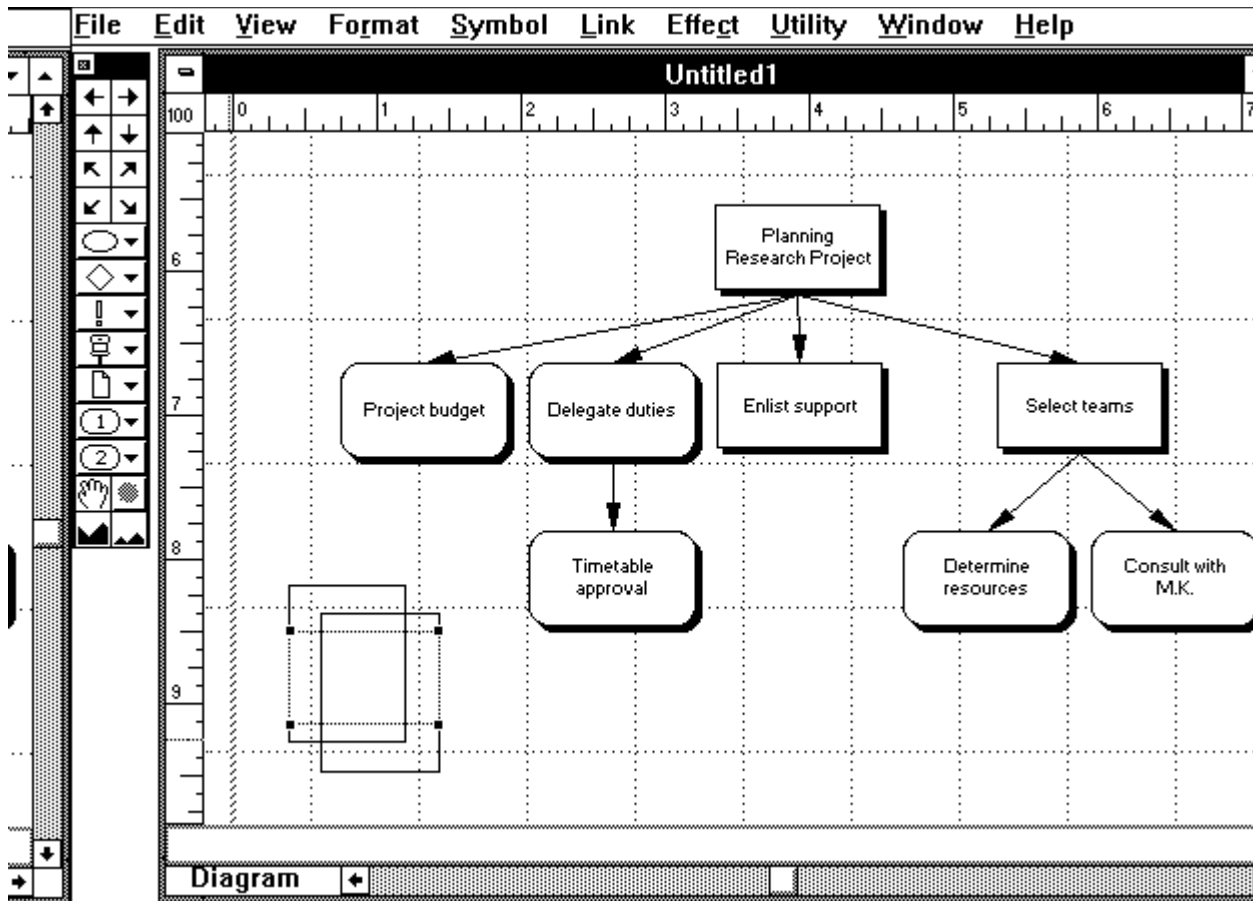 File Edit View Format Symbol Link Effect Utility Window Help
Untitled1
100 0 1 2 3 4 5 6 7
Planning
Research Project
6
Project budget Delegate duties Enlist support Select teams
7
1
2
8
Timetable
approval
Determine
resources
Consult with
M.K.
9
Diagram